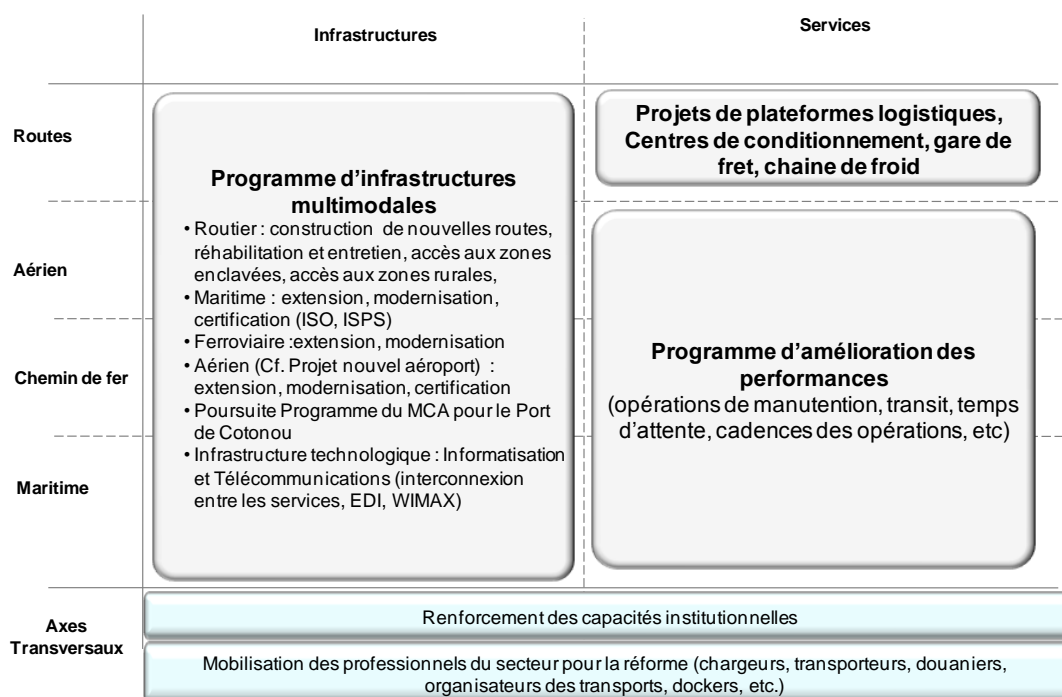 Infrastructures
Services
Routes
Aérien
Chemin de fer
Maritime
Axes
Transversaux
Programme d’infrastructures
multimodales
• Routier : construction de nouvelles routes,
réhabilitation et entretien, accès aux zones
enclavées, accès aux zones rurales,
• Maritime : extension, modernisation,
certification (ISO, ISPS)
• Ferroviaire :extension, modernisation
• Aérien (Cf. Projet nouvel aéroport) :
extension, modernisation, certification
• Poursuite Programme du MCA pour le Port
de Cotonou
• Infrastructure technologique : Informatisation
et Télécommunications (interconnexion
entre les services, EDI, WIMAX)
Projets de plateformes logistiques,
Centres de conditionnement, gare de
fret, chaine de froid
Programme d’amélioration des
performances
(opérations de manutention, transit, temps
d’attente, cadences des opérations, etc)
Renforcement des capacités institutionnelles
Mobilisation des professionnels du secteur pour la réforme (chargeurs, transporteurs, douaniers,
organisateurs des transports, dockers, etc.)